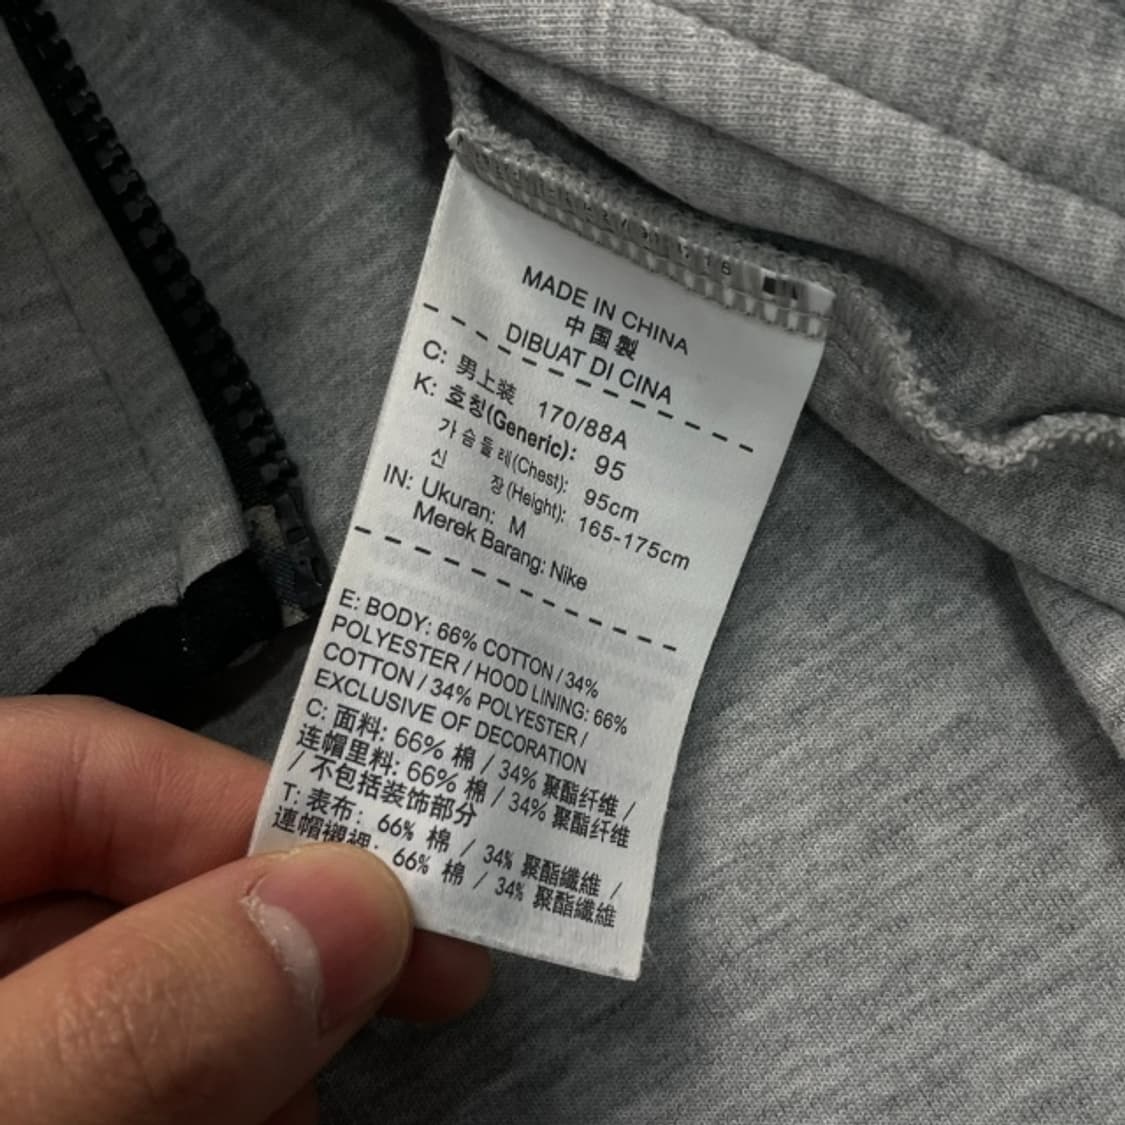 MADE IN CHINA
中国製
DIBUAT DI CINA
C: 男上装 170/88A
K: 호칭(Generic): 95
가슴둘레(Chest): 95cm
신 장(Height): 165-175cm
IN: Ukuran: M
Merek Barang: Nike
E: BODY: 66% COTTON / 34%
POLYESTER / HOOD LINING: 66%
COTTON / 34% POLYESTER /
EXCLUSIVE OF DECORATION
C: 面料: 66% 棉 / 34% 聚酯纤维 /
连帽里料: 66% 棉 / 34% 聚酯纤维
/ 不包括装饰部分
T: 表布: 66% 棉 / 34% 聚酯纖維 /
連帽襯裡: 66% 棉 / 34% 聚酯纖維